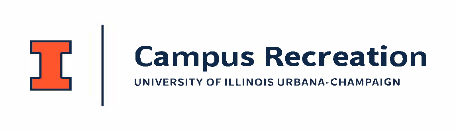 I
Campus Recreation
UNIVERSITY OF ILLINOIS URBANA-CHAMPAIGN